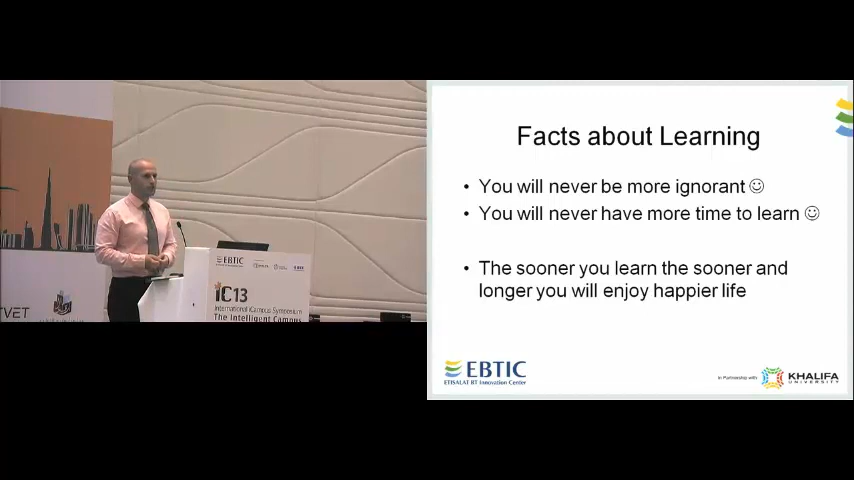 TVET
EBTIC
iC13
International iCampus Symposium
The Intelligent Campus
Facts about Learning
• You will never be more ignorant ☺
• You will never have more time to learn ☺
• The sooner you learn the sooner and
longer you will enjoy happier life
EBTIC
ETISALAT BT Innovation Center
In Partnership with
KHALIFA
UNIVERSITY